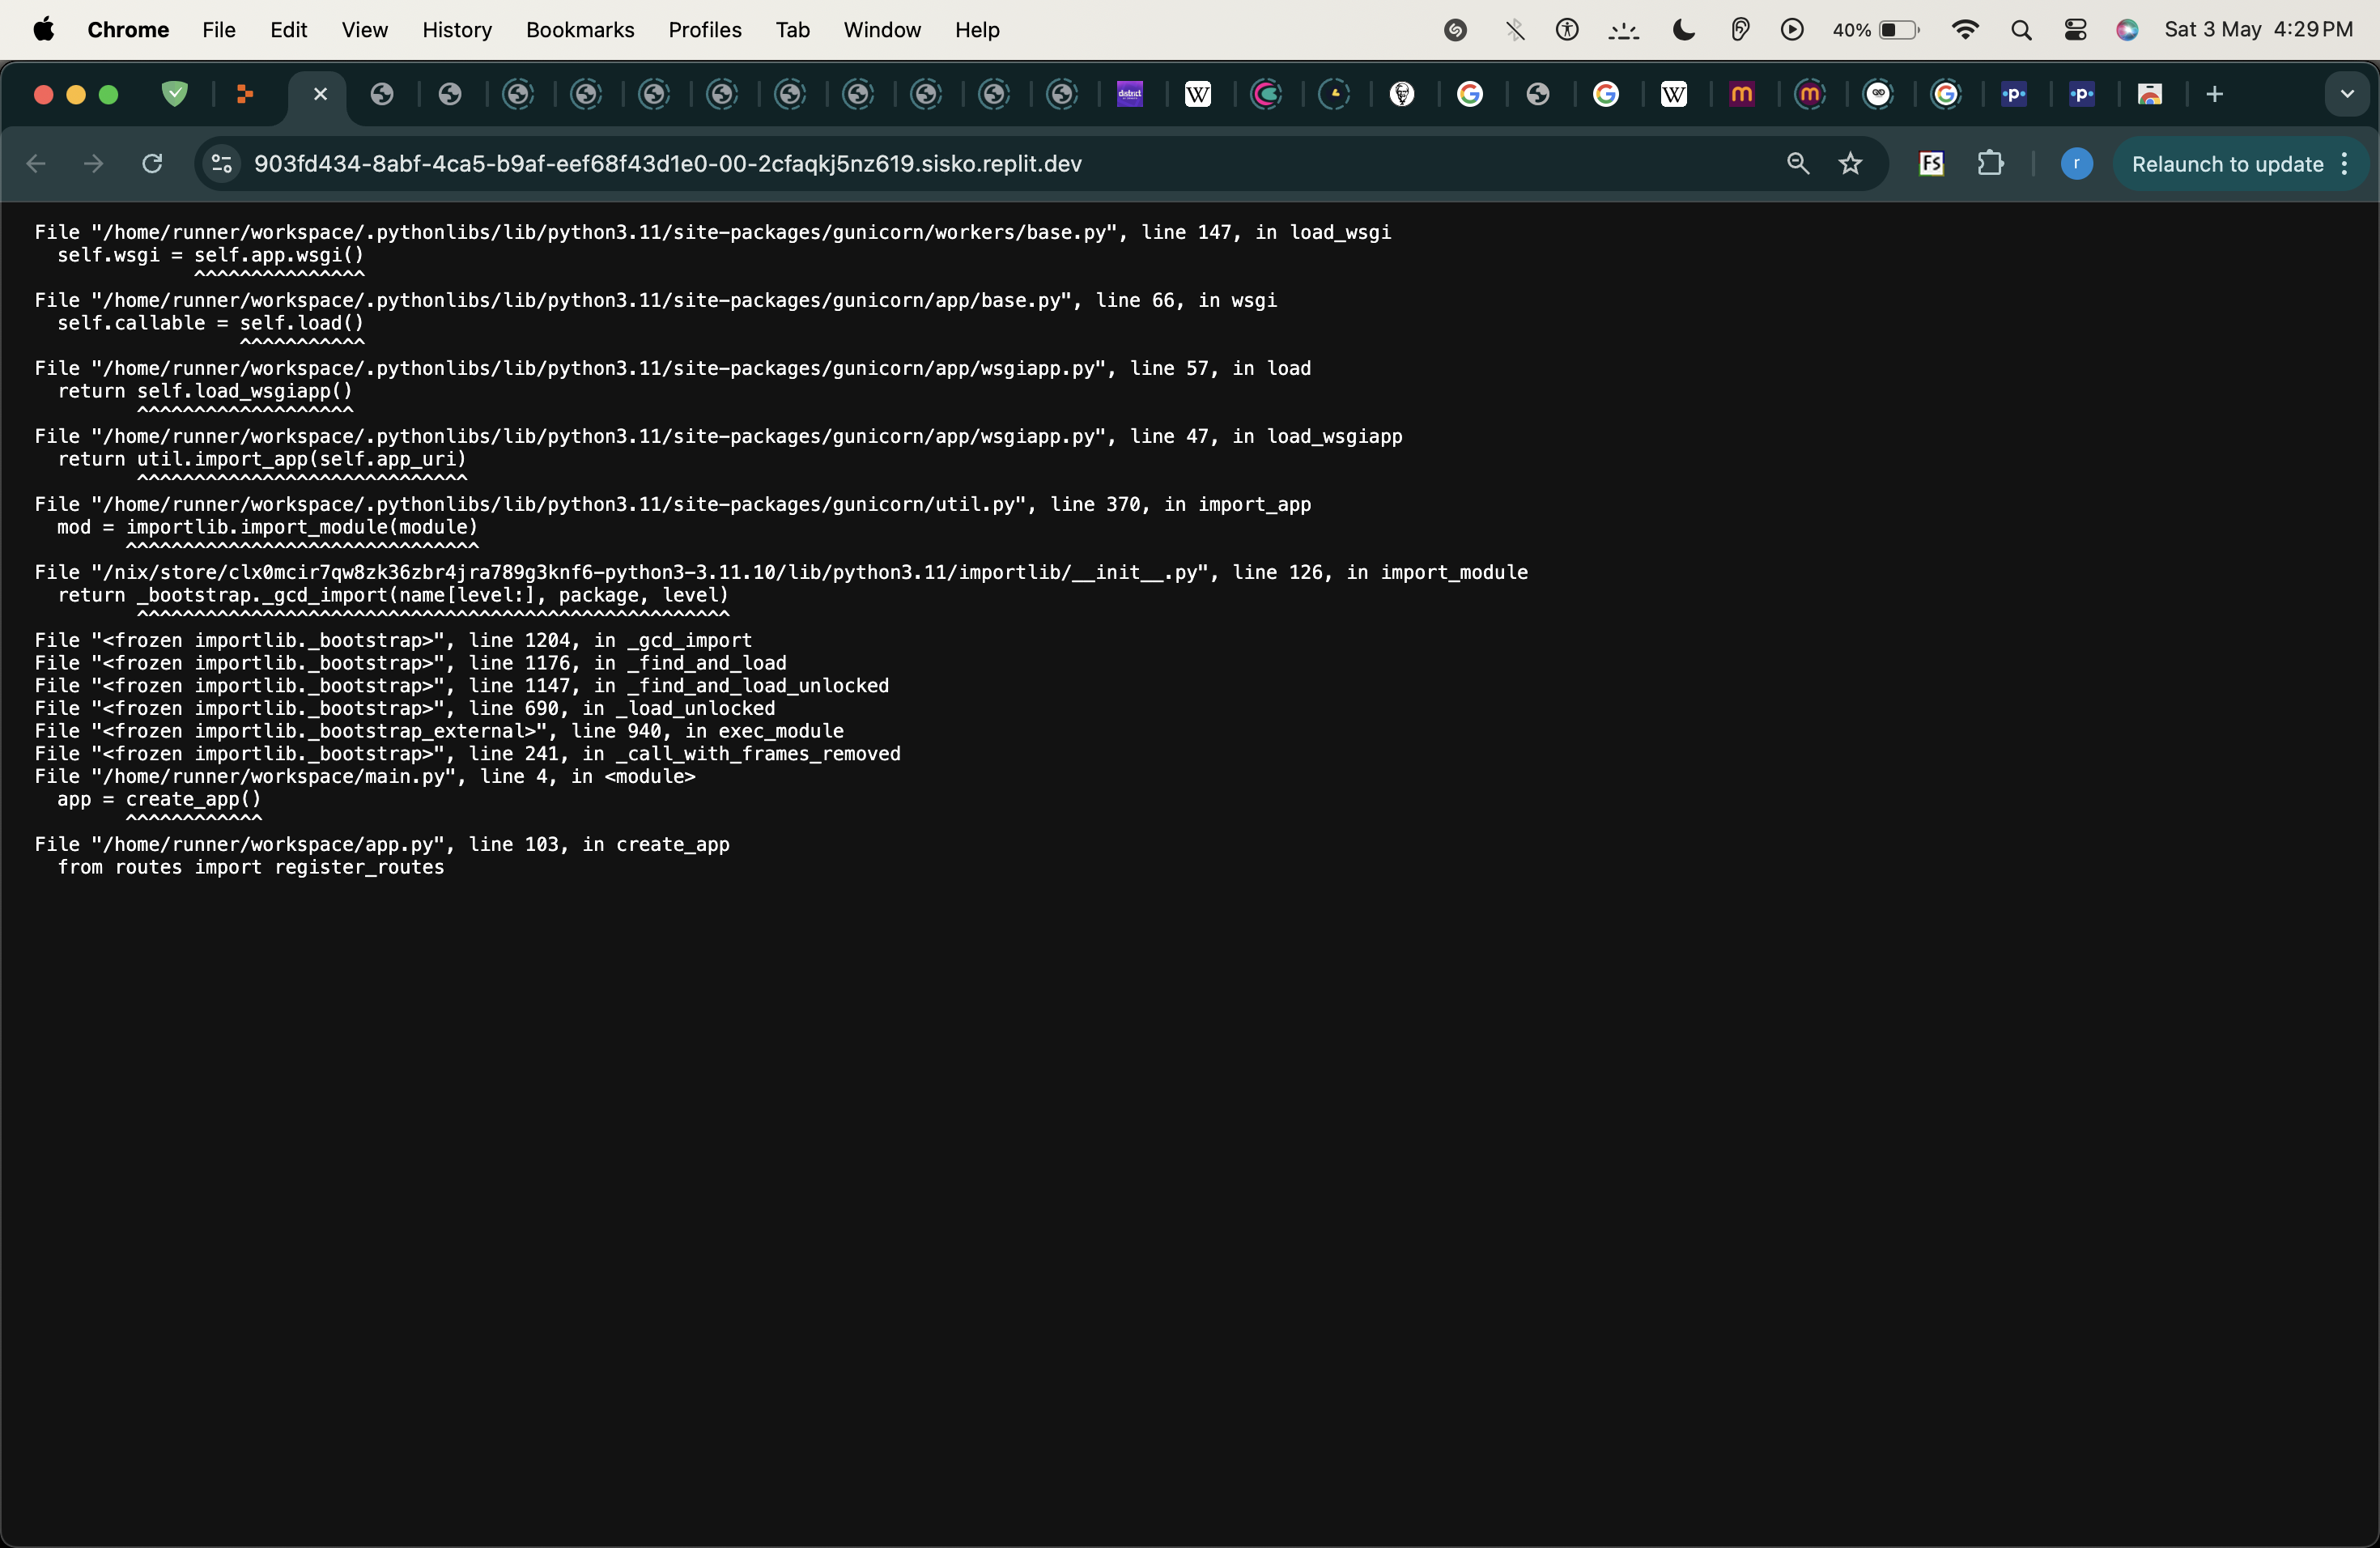 Chrome File Edit View History Bookmarks Profiles Tab Window Help 40% Sat 3 May 4:29 PM
district W G G W m m G p p
903fd434-8abf-4ca5-b9af-eef68f43d1e0-00-2cfaqkj5nz619.sisko.replit.dev FS r Relaunch to update
File "/home/runner/workspace/.pythonlibs/lib/python3.11/site-packages/gunicorn/workers/base.py", line 147, in load_wsgi
self.wsgi = self.app.wsgi()
^^^^^^^^^^^^^^^
File "/home/runner/workspace/.pythonlibs/lib/python3.11/site-packages/gunicorn/app/base.py", line 66, in wsgi
self.callable = self.load()
^^^^^^^^^^^
File "/home/runner/workspace/.pythonlibs/lib/python3.11/site-packages/gunicorn/app/wsgiapp.py", line 57, in load
return self.load_wsgiapp()
^^^^^^^^^^^^^^^^^^^
File "/home/runner/workspace/.pythonlibs/lib/python3.11/site-packages/gunicorn/app/wsgiapp.py", line 47, in load_wsgiapp
return util.import_app(self.app_uri)
^^^^^^^^^^^^^^^^^^^^^^^^^^^^^
File "/home/runner/workspace/.pythonlibs/lib/python3.11/site-packages/gunicorn/util.py", line 370, in import_app
mod = importlib.import_module(module)
^^^^^^^^^^^^^^^^^^^^^^^^^^^^^^^
File "/nix/store/clx0mcir7qw8zk36zbr4jra789g3knf6-python3-3.11.10/lib/python3.11/importlib/__init__.py", line 126, in import_module
return _bootstrap._gcd_import(name[level:], package, level)
^^^^^^^^^^^^^^^^^^^^^^^^^^^^^^^^^^^^^^^^^^^^^^^^^^^^
File "<frozen importlib._bootstrap>", line 1204, in _gcd_import
File "<frozen importlib._bootstrap>", line 1176, in _find_and_load
File "<frozen importlib._bootstrap>", line 1147, in _find_and_load_unlocked
File "<frozen importlib._bootstrap>", line 690, in _load_unlocked
File "<frozen importlib._bootstrap_external>", line 940, in exec_module
File "<frozen importlib._bootstrap>", line 241, in _call_with_frames_removed
File "/home/runner/workspace/main.py", line 4, in <module>
app = create_app()
^^^^^^^^^^^^
File "/home/runner/workspace/app.py", line 103, in create_app
from routes import register_routes